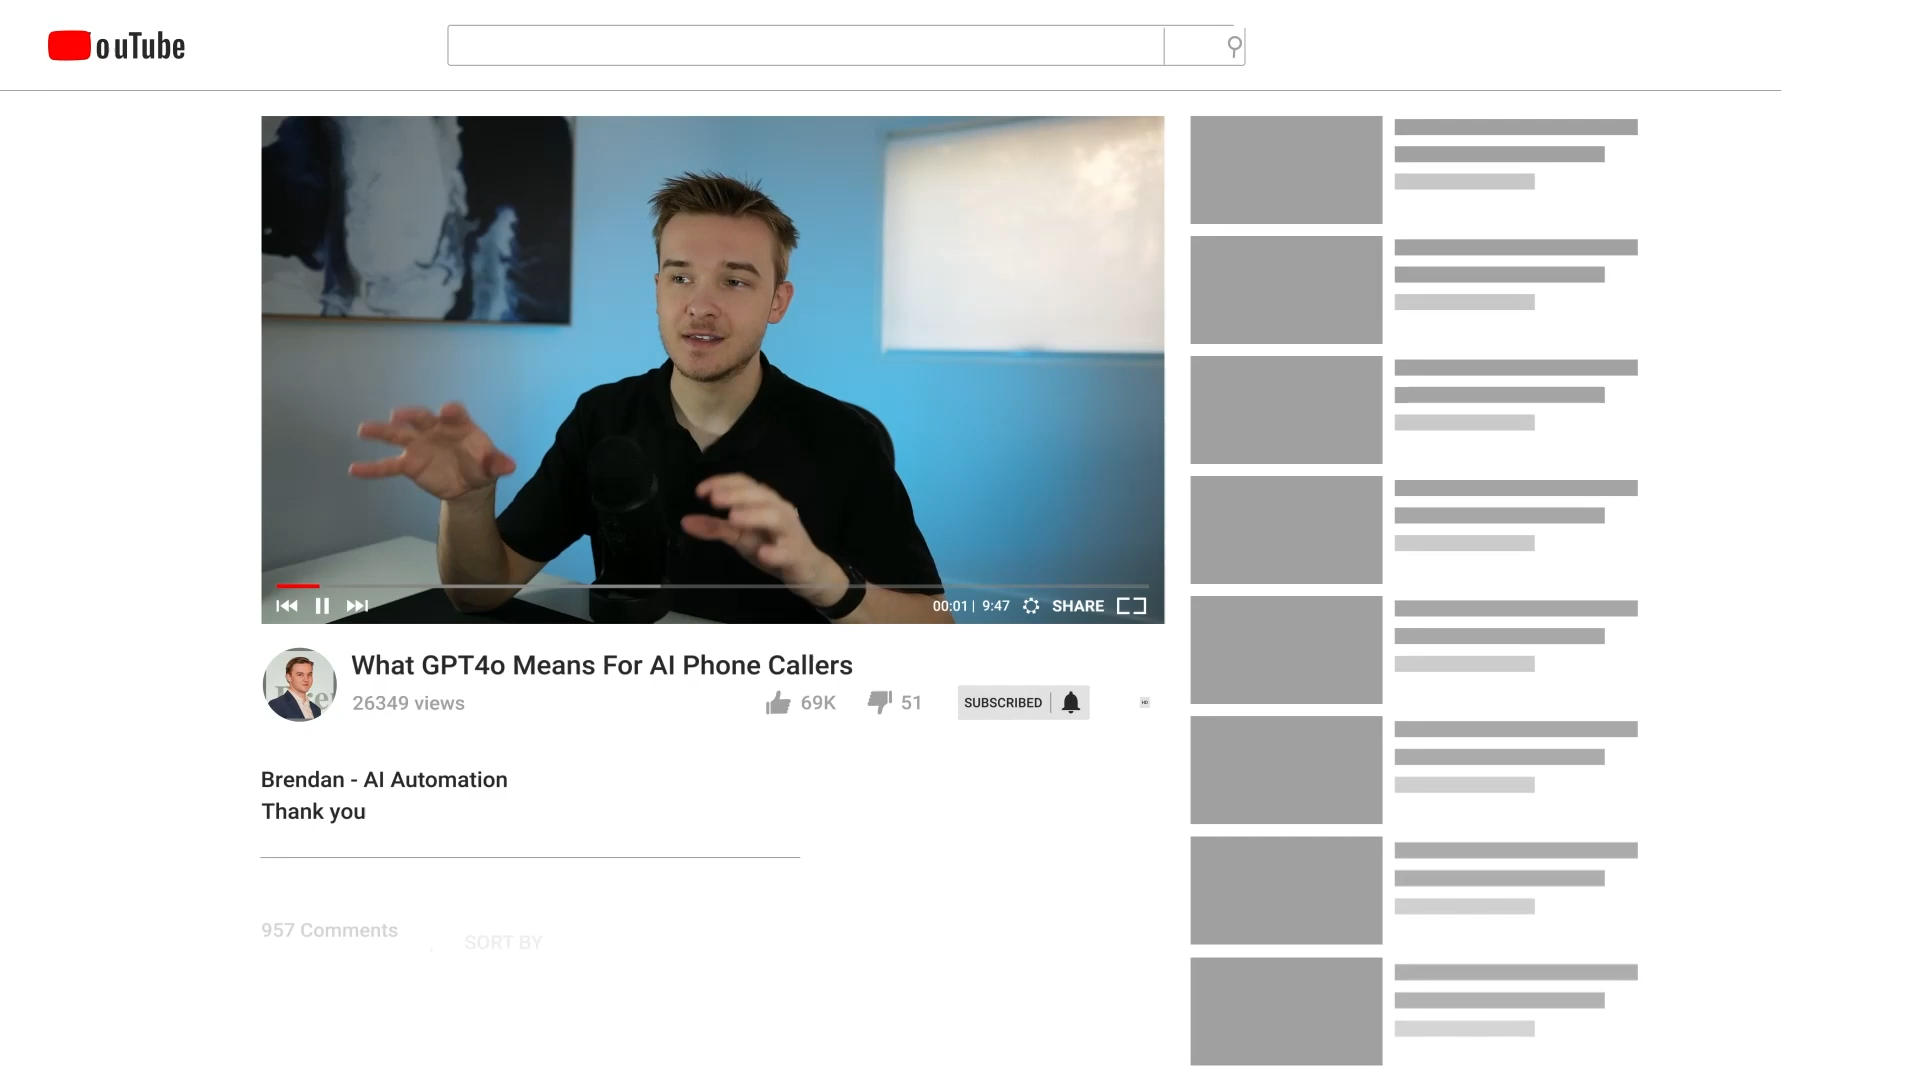 ouTube
00:01 | 9:47 SHARE
What GPT4o Means For AI Phone Callers
26349 views 69K 51 SUBSCRIBED HD
Brendan - AI Automation
Thank you
957 Comments SORT BY